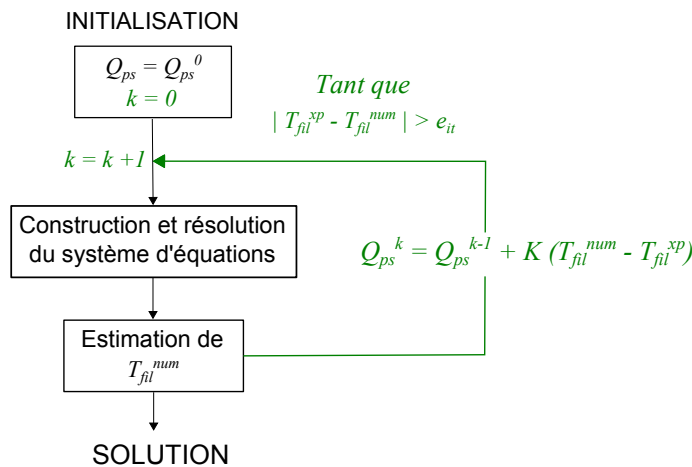 INITIALISATION
Q_ps = Q_ps^0
k = 0
Tant que
| T_fil^xp - T_fil^num | > e_it
k = k +1
Construction et résolution
du système d'équations
Q_ps^k = Q_ps^k-1 + K (T_fil^num - T_fil^xp)
Estimation de
T_fil^num
SOLUTION